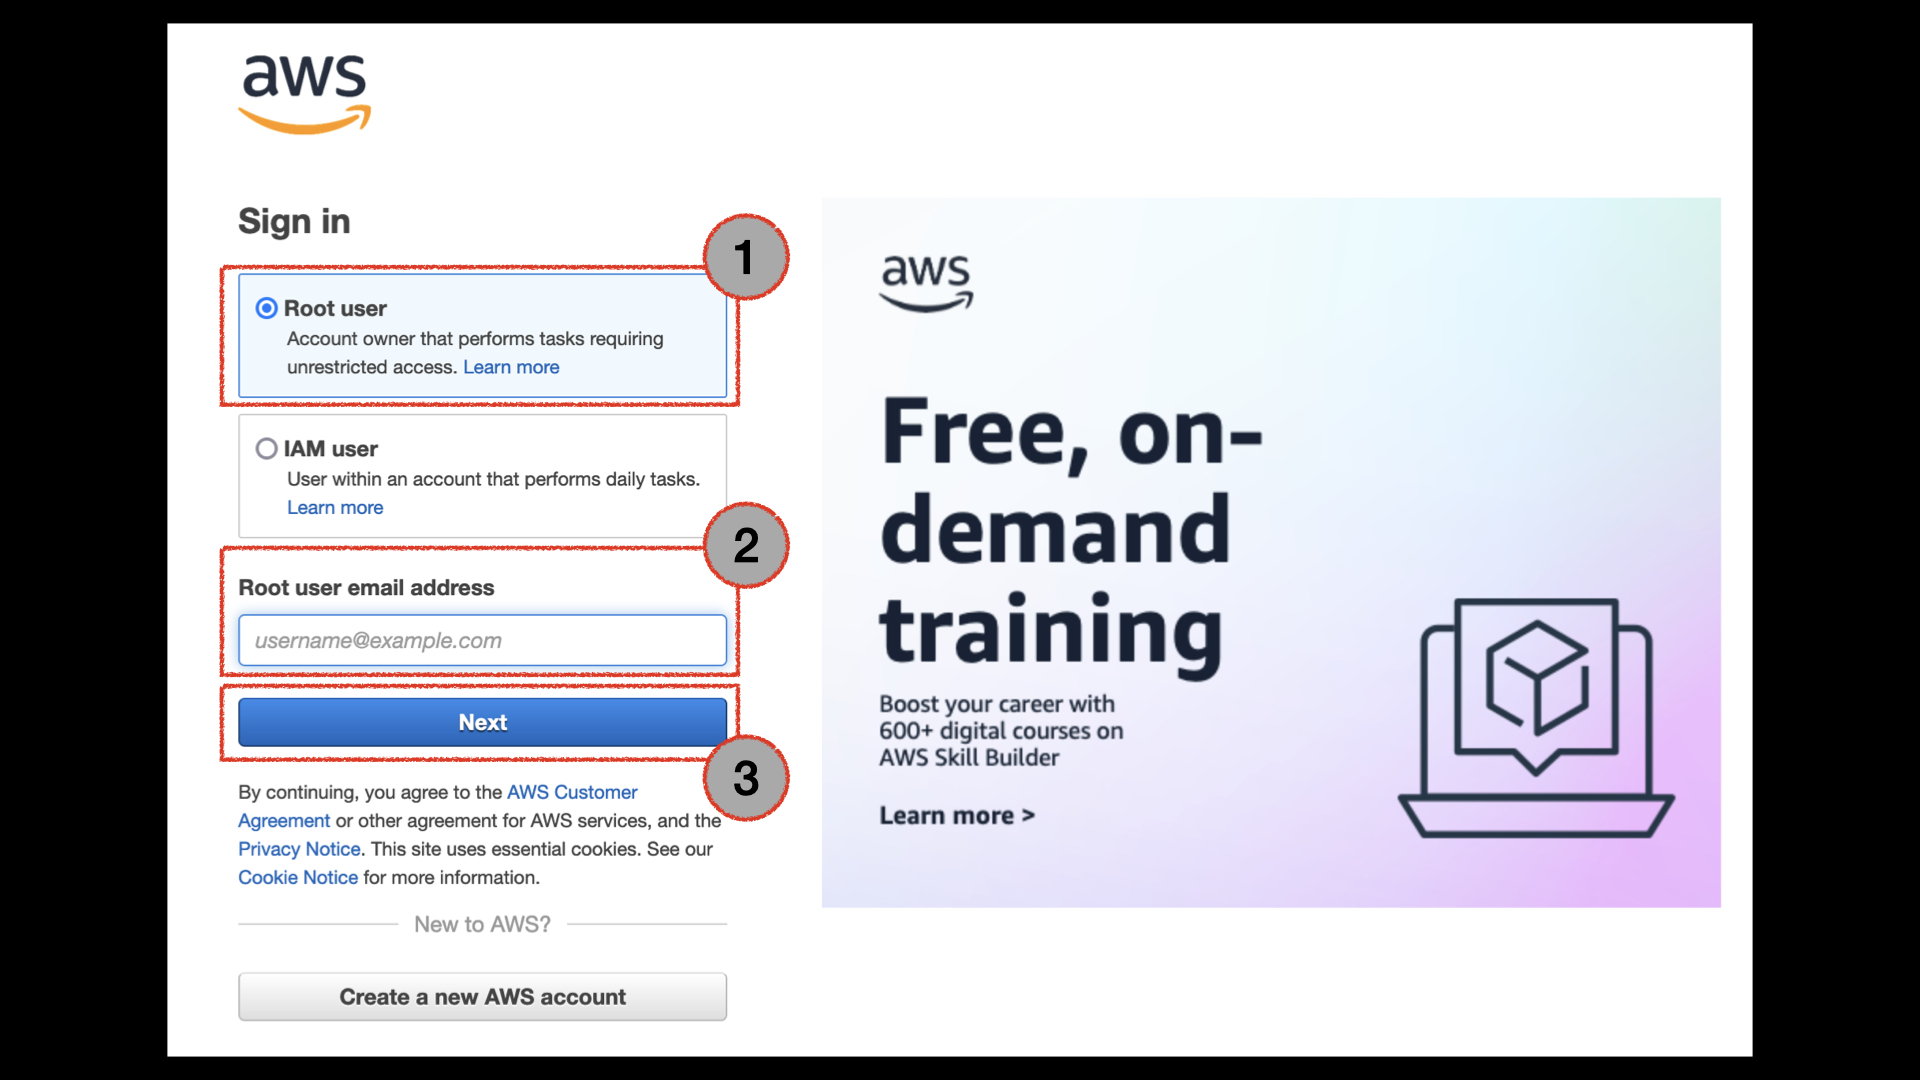 aws
Sign in
1
Root user
Account owner that performs tasks requiring
unrestricted access. Learn more
IAM user
User within an account that performs daily tasks.
Learn more
2
Root user email address
username@example.com
Next
3
By continuing, you agree to the AWS Customer
Agreement or other agreement for AWS services, and the
Privacy Notice. This site uses essential cookies. See our
Cookie Notice for more information.
New to AWS?
Create a new AWS account
aws
Free, on-
demand
training
Boost your career with
600+ digital courses on
AWS Skill Builder
Learn more >